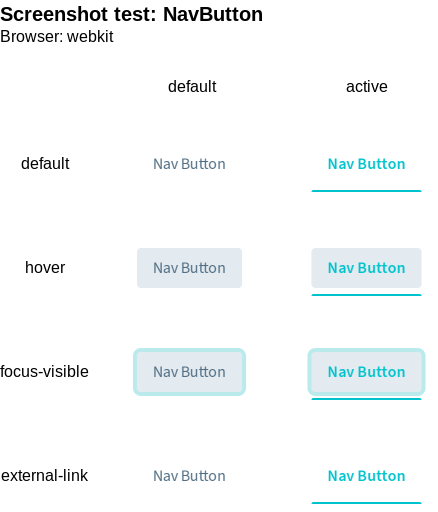 Screenshot test: NavButton
Browser: webkit
default active
default Nav Button Nav Button
hover Nav Button Nav Button
focus-visible Nav Button Nav Button
external-link Nav Button Nav Button